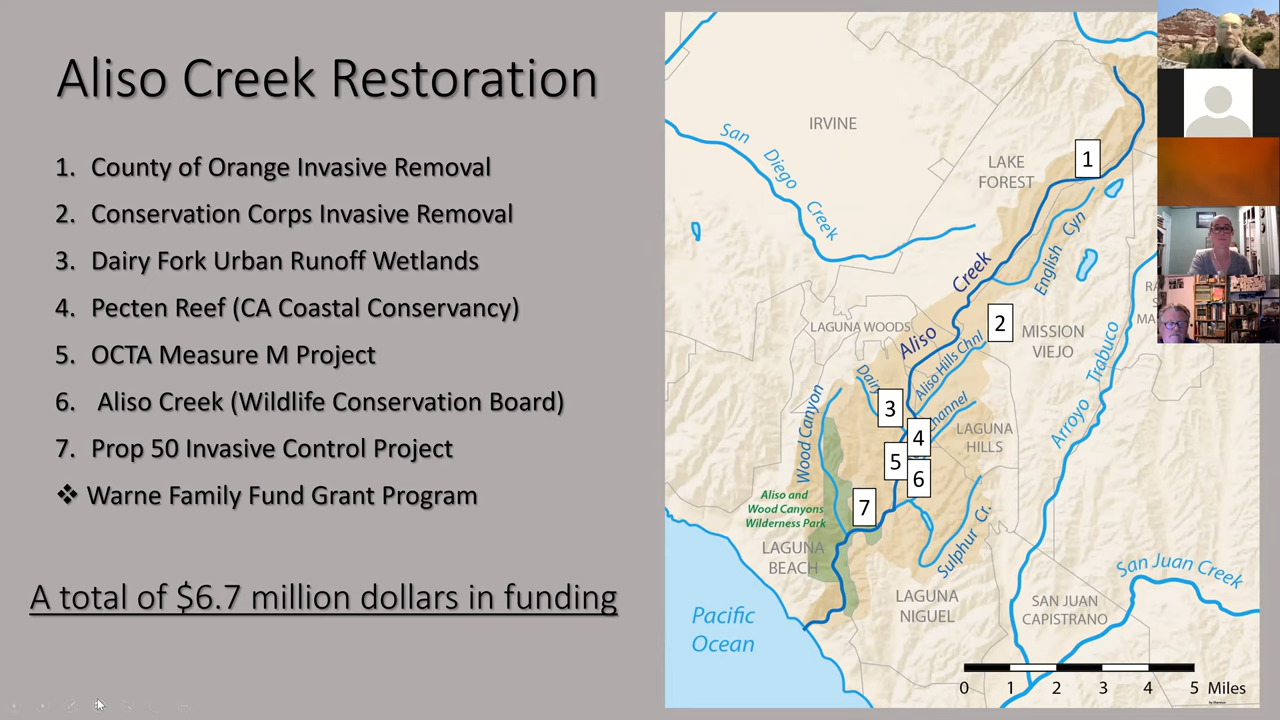 Aliso Creek Restoration
1. County of Orange Invasive Removal
2. Conservation Corps Invasive Removal
3. Dairy Fork Urban Runoff Wetlands
4. Pecten Reef (CA Coastal Conservancy)
5. OCTA Measure M Project
6. Aliso Creek (Wildlife Conservation Board)
7. Prop 50 Invasive Control Project
❖ Warne Family Fund Grant Program
A total of $6.7 million dollars in funding
IRVINE
San Diego Creek
LAKE
FOREST
1
English Cyn
Aliso Creek
2
LAGUNA WOODS
MISSION
VIEJO
Aliso Hills Chnl
Dairy
3
Channel
4
LAGUNA
HILLS
5
6
Wood Canyon
Arroyo Trabuco
Aliso and
Wood Canyons
Wilderness Park
7
LAGUNA
BEACH
Sulphur Cr.
LAGUNA
NIGUEL
SAN JUAN
CAPISTRANO
San Juan Creek
Pacific
Ocean
0 1 2 3 4 5 Miles